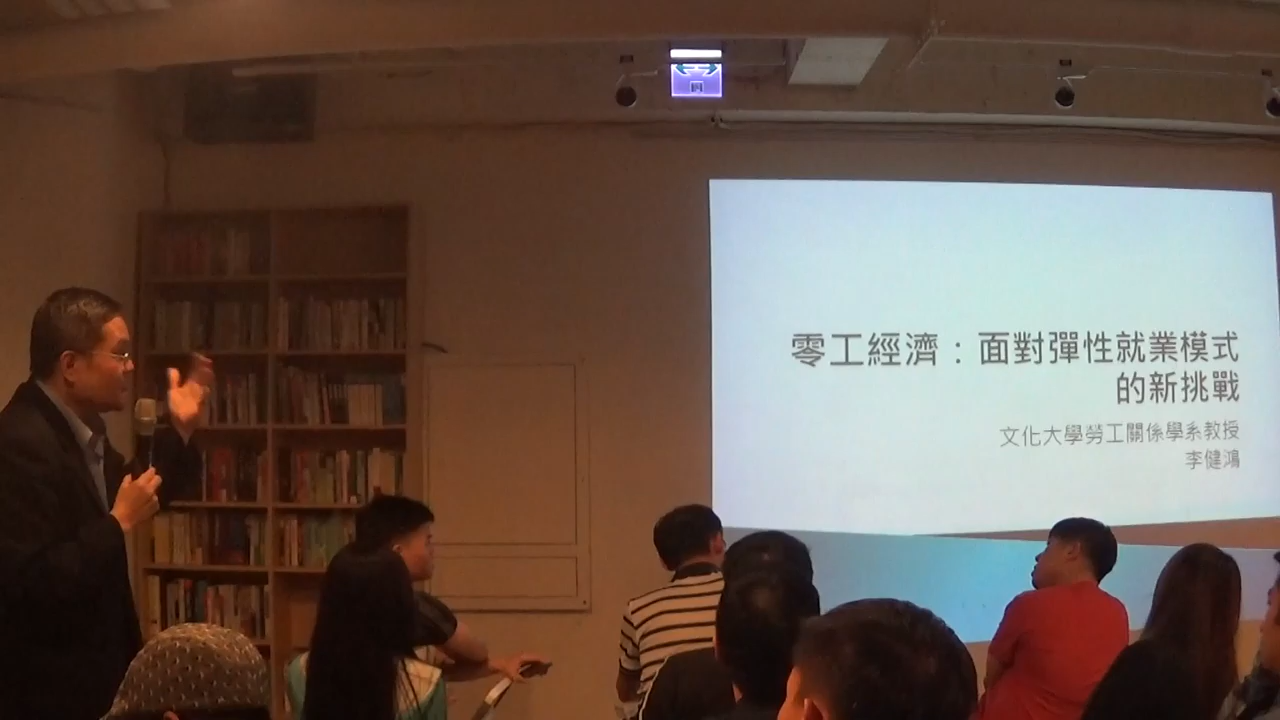 零工經濟：面對彈性就業模式
的新挑戰
文化大學勞工關係學系教授
李健鴻